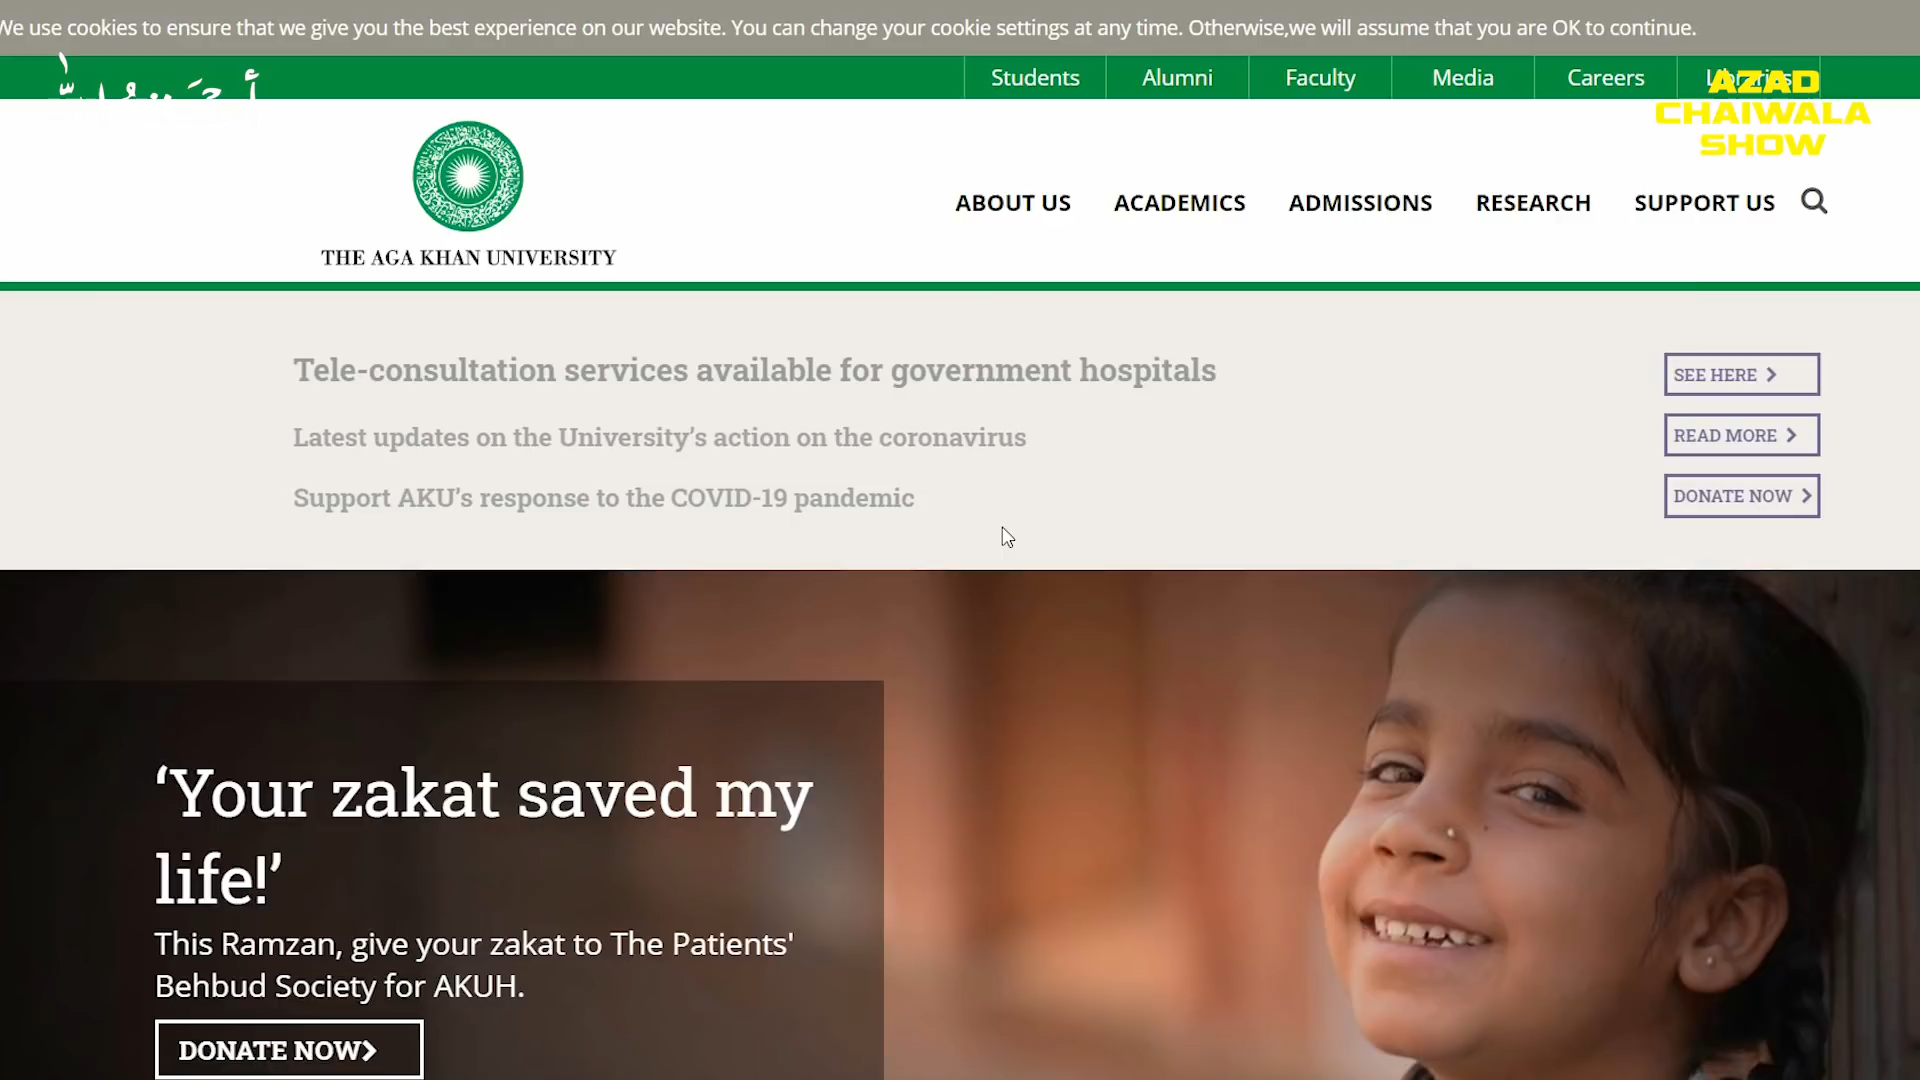 We use cookies to ensure that we give you the best experience on our website. You can change your cookie settings at any time. Otherwise,we will assume that you are OK to continue.
Students Alumni Faculty Media Careers Libraries
AZAD
CHAIWALA
SHOW
THE AGA KHAN UNIVERSITY
ABOUT US ACADEMICS ADMISSIONS RESEARCH SUPPORT US
Tele-consultation services available for government hospitals
SEE HERE
Latest updates on the University’s action on the coronavirus
READ MORE
Support AKU’s response to the COVID-19 pandemic
DONATE NOW
‘Your zakat saved my
life!’
This Ramzan, give your zakat to The Patients'
Behbud Society for AKUH.
DONATE NOW